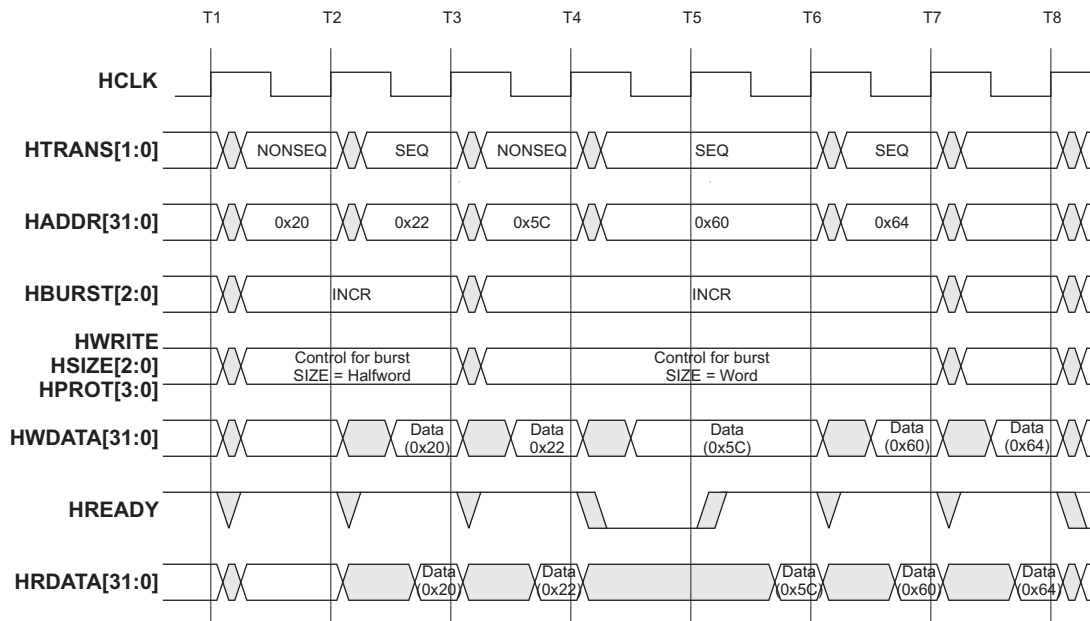 T1 T2 T3 T4 T5 T6 T7 T8
HCLK
HTRANS[1:0] NONSEQ SEQ NONSEQ SEQ SEQ
HADDR[31:0] 0x20 0x22 0x5C 0x60 0x64
HBURST[2:0] INCR INCR
HWRITE
HSIZE[2:0]
HPROT[3:0]
Control for burst
SIZE = Halfword
Control for burst
SIZE = Word
HWDATA[31:0]
Data
(0x20)
Data
0x22
Data
(0x5C)
Data
(0x60)
Data
(0x64)
HREADY
HRDATA[31:0]
Data
(0x20)
Data
(0x22)
Data
(0x5C)
Data
(0x60)
Data
(0x64)